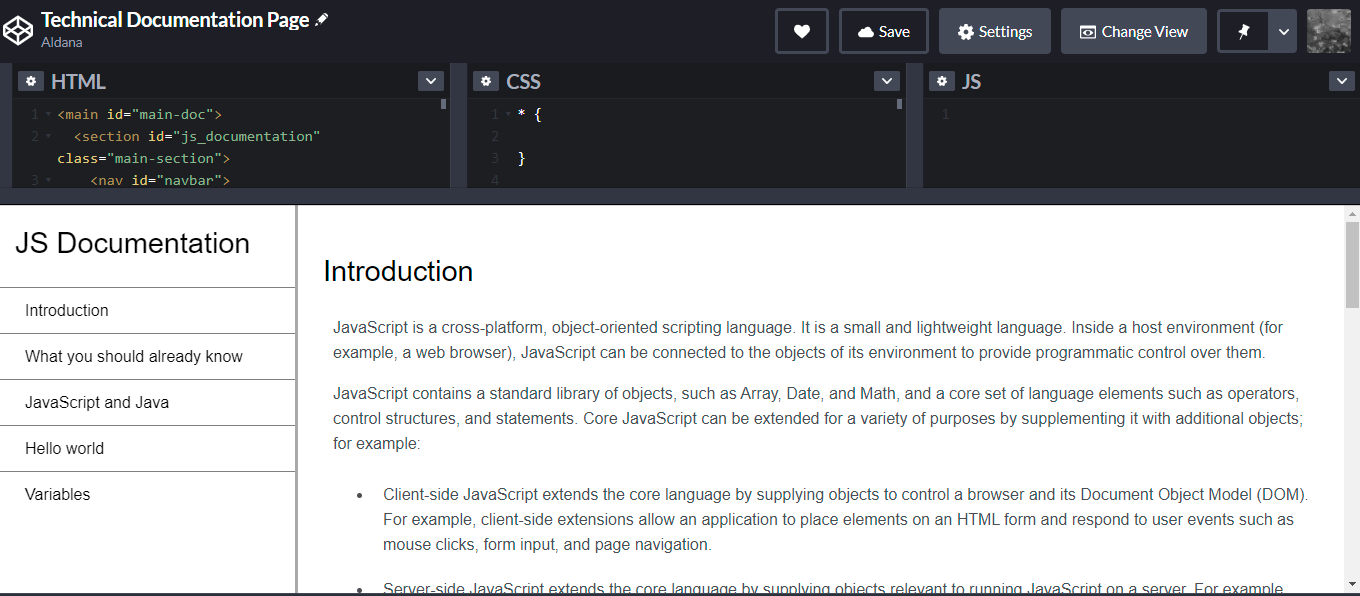 Technical Documentation Page
Aldana
Save
Settings
Change View
HTML
1 <main id="main-doc">
2 <section id="js_documentation"
class="main-section">
3 <nav id="navbar">
CSS
1 * {
2
3 }
4
JS
1
JS Documentation
Introduction
What you should already know
JavaScript and Java
Hello world
Variables
Introduction
JavaScript is a cross-platform, object-oriented scripting language. It is a small and lightweight language. Inside a host environment (for
example, a web browser), JavaScript can be connected to the objects of its environment to provide programmatic control over them.
JavaScript contains a standard library of objects, such as Array, Date, and Math, and a core set of language elements such as operators,
control structures, and statements. Core JavaScript can be extended for a variety of purposes by supplementing it with additional objects;
for example:
Client-side JavaScript extends the core language by supplying objects to control a browser and its Document Object Model (DOM).
For example, client-side extensions allow an application to place elements on an HTML form and respond to user events such as
mouse clicks, form input, and page navigation.
Server-side JavaScript extends the core language by supplying objects relevant to running JavaScript on a server. For example,